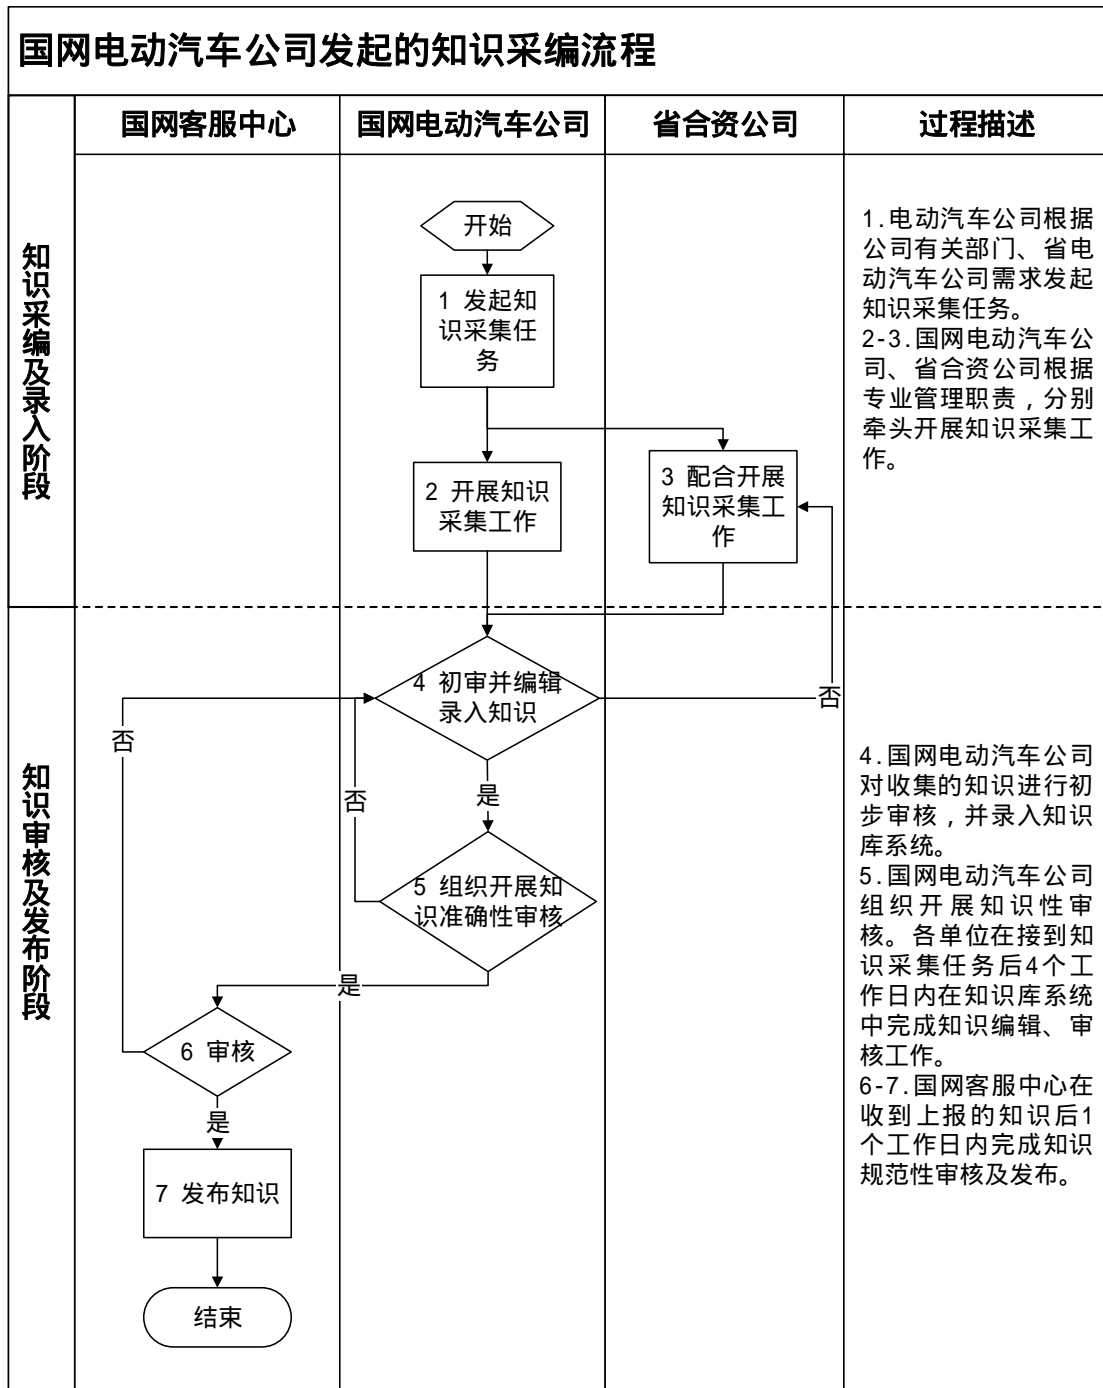 国网电动汽车公司发起的知识采编流程
国网客服中心
国网电动汽车公司
省合资公司
过程描述
知识采编及录入阶段
开始
1 发起知
识采集任
务
2 开展知识
采集工作
3 配合开展
知识采集工
作
1.电动汽车公司根据
公司有关部门、省电
动汽车公司需求发起
知识采集任务。
2-3.国网电动汽车公
司、省合资公司根据
专业管理职责，分别
牵头开展知识采集工
作。
知识审核及发布阶段
4 初审并编辑
录入知识
否
否
是
否
5 组织开展知
识准确性审核
是
6 审核
是
7 发布知识
结束
4.国网电动汽车公司
对收集的知识进行初
步审核，并录入知识
库系统。
5.国网电动汽车公司
组织开展知识性审
核。各单位在接到知
识采集任务后4个工
作日内在知识库系统
中完成知识编辑、审
核工作。
6-7.国网客服中心在
收到上报的知识后1
个工作日内完成知识
规范性审核及发布。